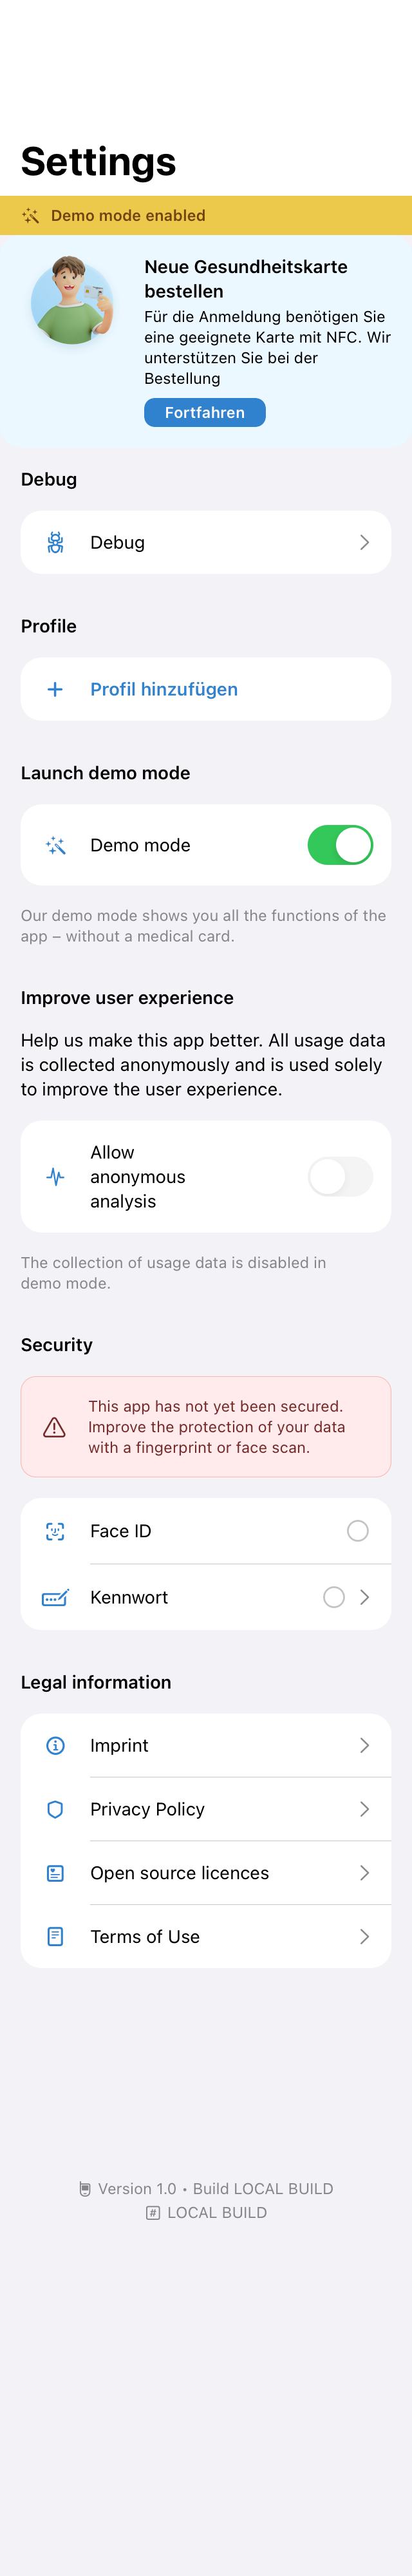 Settings
Demo mode enabled
Neue Gesundheitskarte
bestellen
Für die Anmeldung benötigen Sie
eine geeignete Karte mit NFC. Wir
unterstützen Sie bei der
Bestellung
Fortfahren
Debug
Debug
Profile
Profil hinzufügen
Launch demo mode
Demo mode
Our demo mode shows you all the functions of the
app – without a medical card.
Improve user experience
Help us make this app better. All usage data
is collected anonymously and is used solely
to improve the user experience.
Allow
anonymous
analysis
The collection of usage data is disabled in
demo mode.
Security
This app has not yet been secured.
Improve the protection of your data
with a fingerprint or face scan.
Face ID
Kennwort
Legal information
Imprint
Privacy Policy
Open source licences
Terms of Use
Version 1.0 • Build LOCAL BUILD
LOCAL BUILD